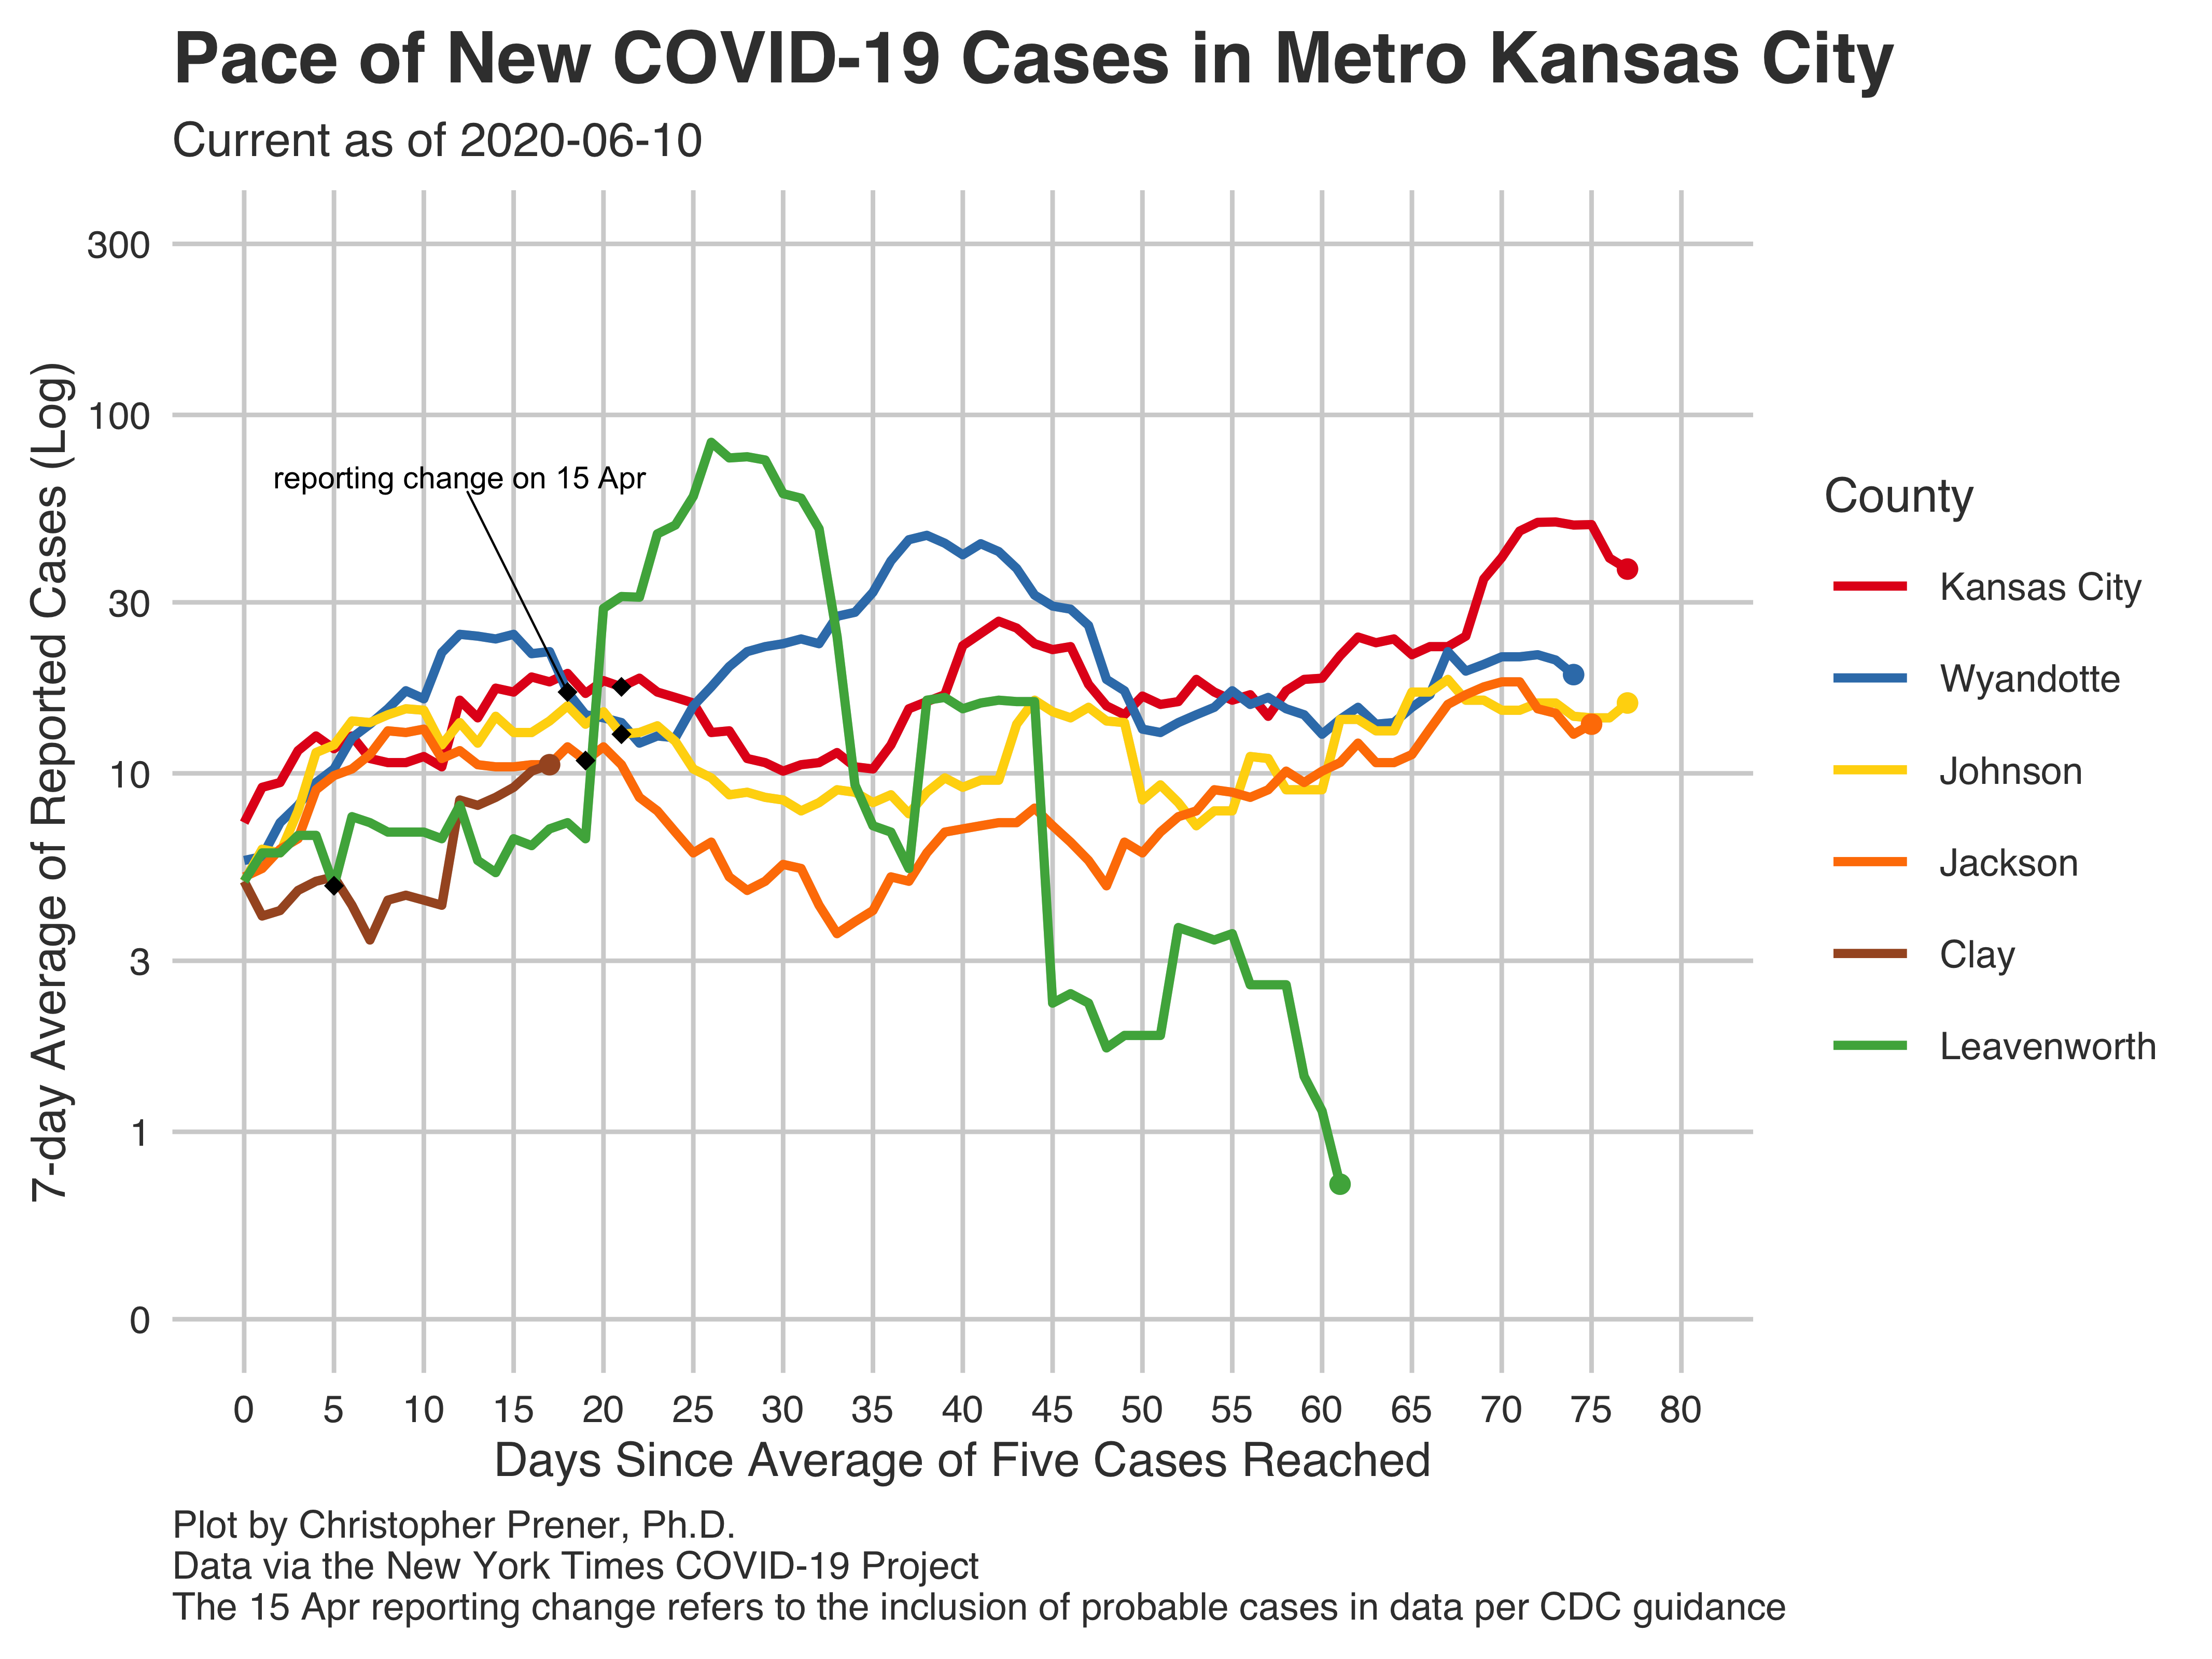 Pace of New COVID-19 Cases in Metro Kansas City
Current as of 2020-06-10
7-day Average of Reported Cases (Log)
300
100
30
10
3
1
0
reporting change on 15 Apr
0 5 10 15 20 25 30 35 40 45 50 55 60 65 70 75 80
Days Since Average of Five Cases Reached
County
Kansas City
Wyandotte
Johnson
Jackson
Clay
Leavenworth
Plot by Christopher Prener, Ph.D.
Data via the New York Times COVID-19 Project
The 15 Apr reporting change refers to the inclusion of probable cases in data per CDC guidance